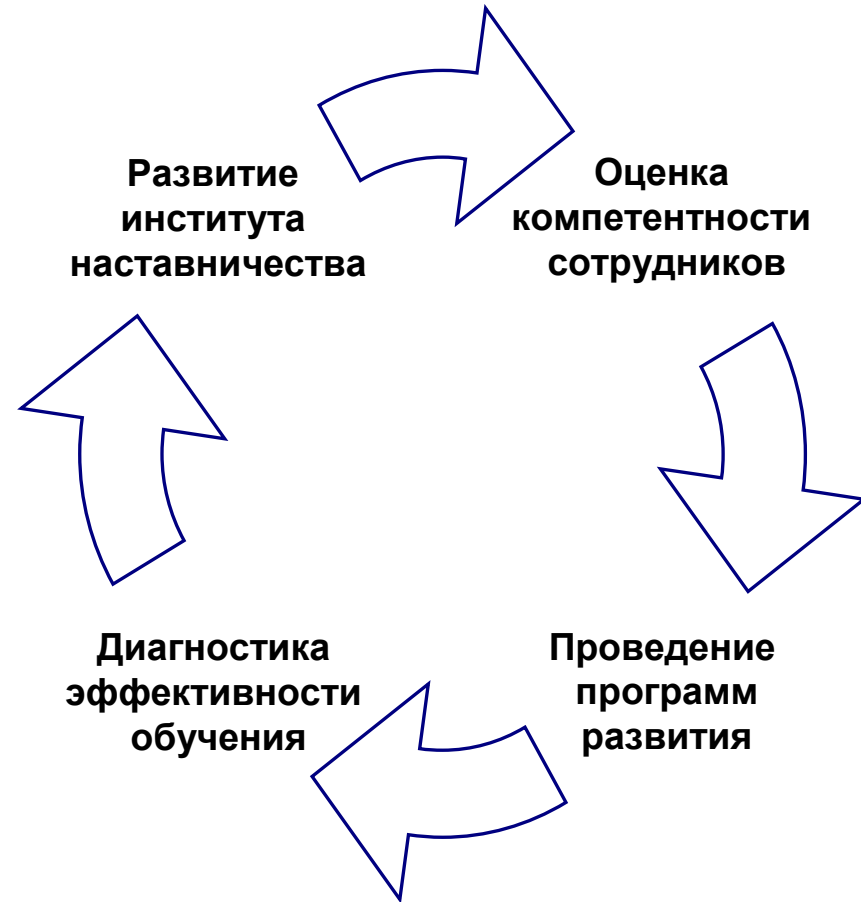 Развитие
института
наставничества
Оценка
компетентности
сотрудников
Диагностика
эффективности
обучения
Проведение
программ
развития